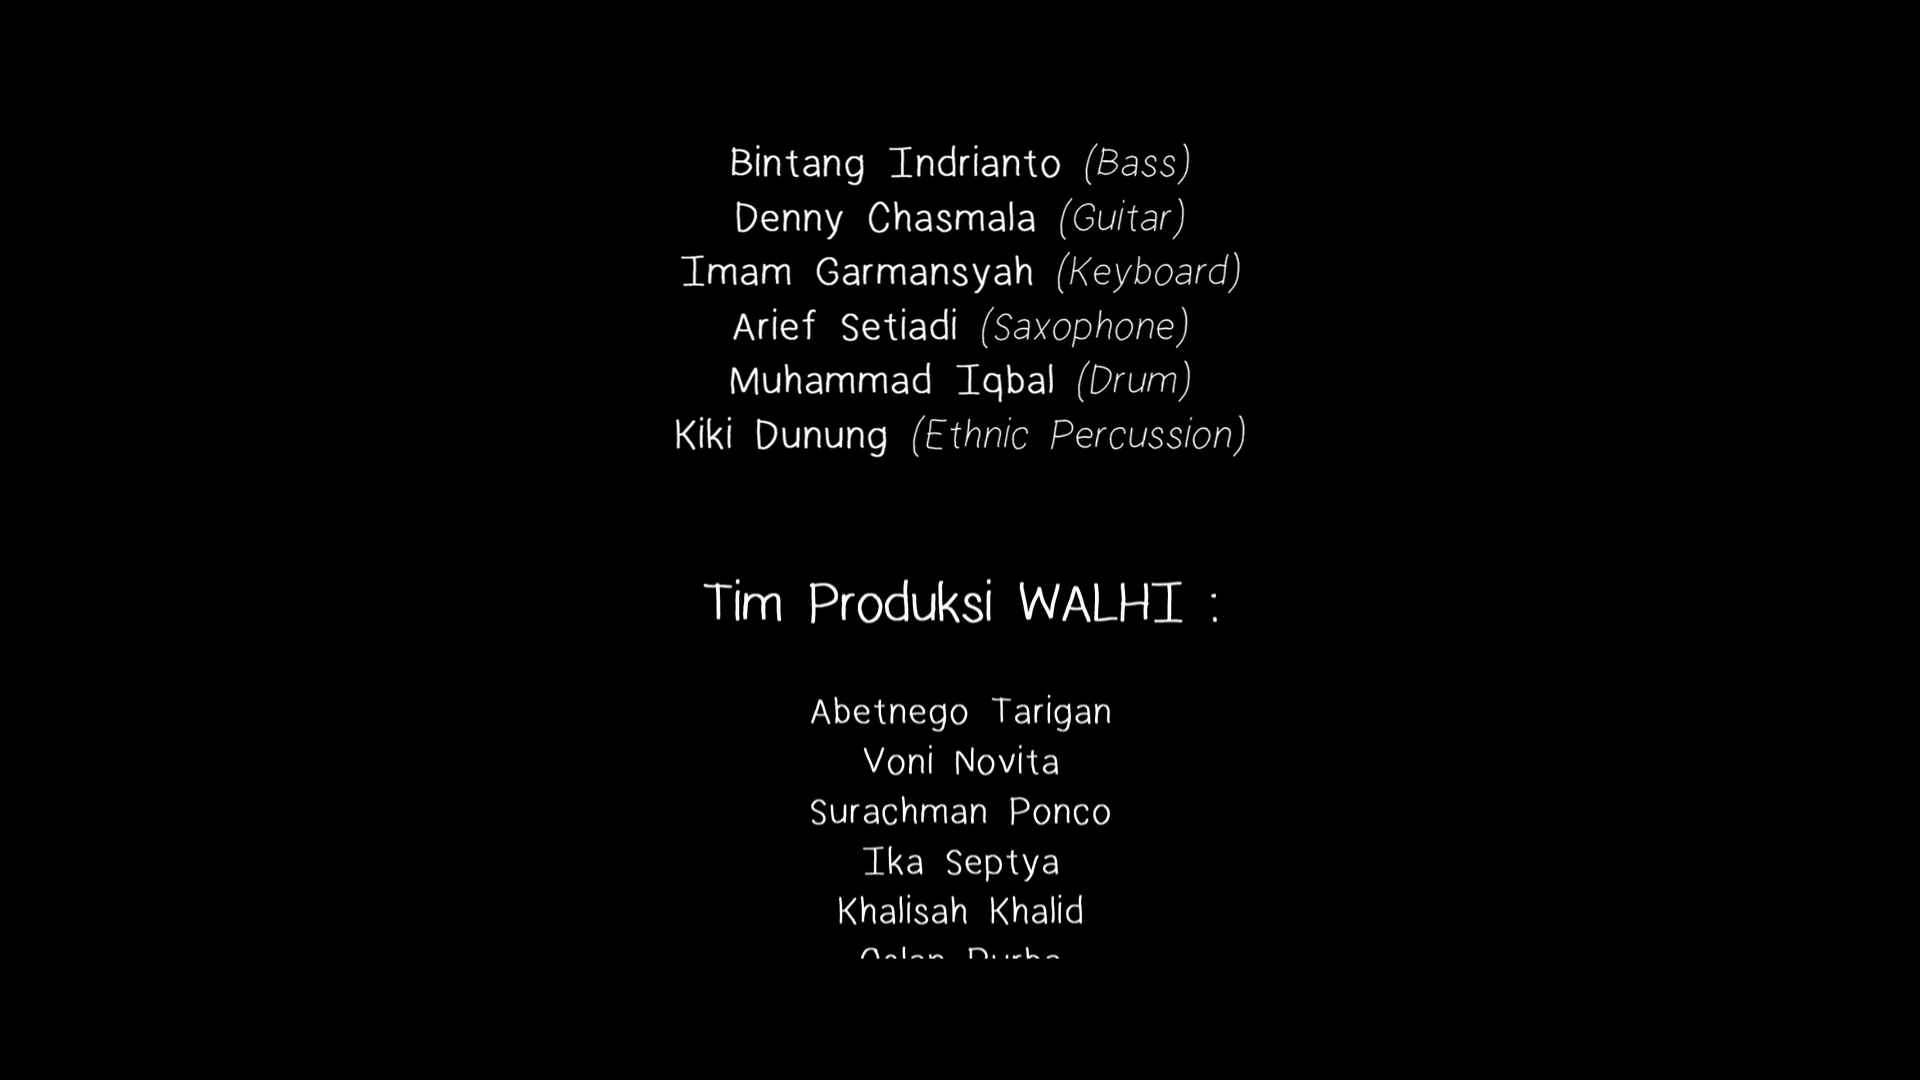 Bintang Indrianto (Bass)
Denny Chasmala (Guitar)
Imam Garmansyah (Keyboard)
Arief Setiadi (Saxophone)
Muhammad Iqbal (Drum)
Kiki Dunung (Ethnic Percussion)
Tim Produksi WALHI :
Abetnego Tarigan
Voni Novita
Surachman Ponco
Ika Septya
Khalisah Khalid